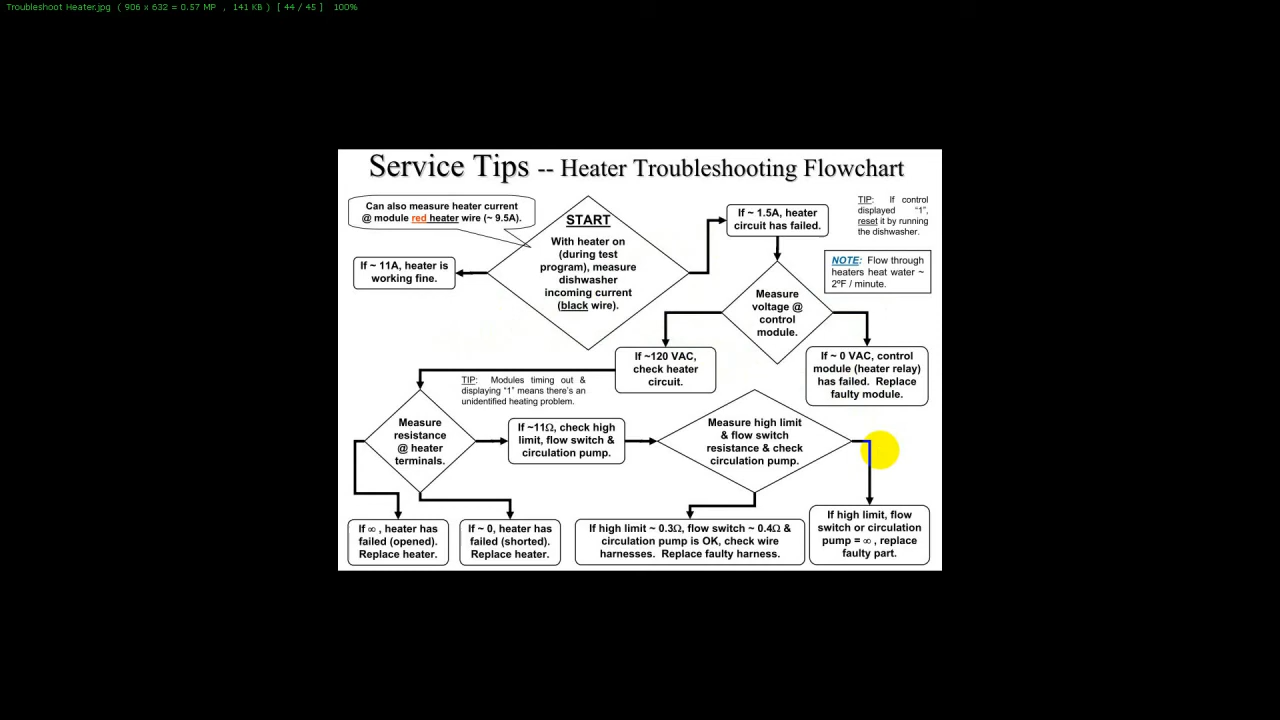 Troubleshoot Heater.jpg ( 906 x 632 = 0.57 MP , 141 KB ) [ 44 / 45 ] 100%
Service Tips -- Heater Troubleshooting Flowchart
Can also measure heater current
@ module red heater wire (~ 9.5A).
START
With heater on
(during test
program), measure
dishwasher
incoming current
(black wire).
If ~ 11A, heater is
working fine.
If ~ 1.5A, heater
circuit has failed.
TIP: If control
displayed “1”,
reset it by running
the dishwasher.
NOTE: Flow through
heaters heat water ~
2ºF / minute.
Measure
voltage @
control
module.
If ~120 VAC,
check heater
circuit.
If ~ 0 VAC, control
module (heater relay)
has failed. Replace
faulty module.
TIP: Modules timing out &
displaying “1” means there’s an
unidentified heating problem.
Measure
resistance
@ heater
terminals.
If ~11Ω, check high
limit, flow switch &
circulation pump.
Measure high limit
& flow switch
resistance & check
circulation pump.
If ∞ , heater has
failed (opened).
Replace heater.
If ~ 0, heater has
failed (shorted).
Replace heater.
If high limit ~ 0.3Ω, flow switch ~ 0.4Ω &
circulation pump is OK, check wire
harnesses. Replace faulty harness.
If high limit, flow
switch or circulation
pump = ∞ , replace
faulty part.